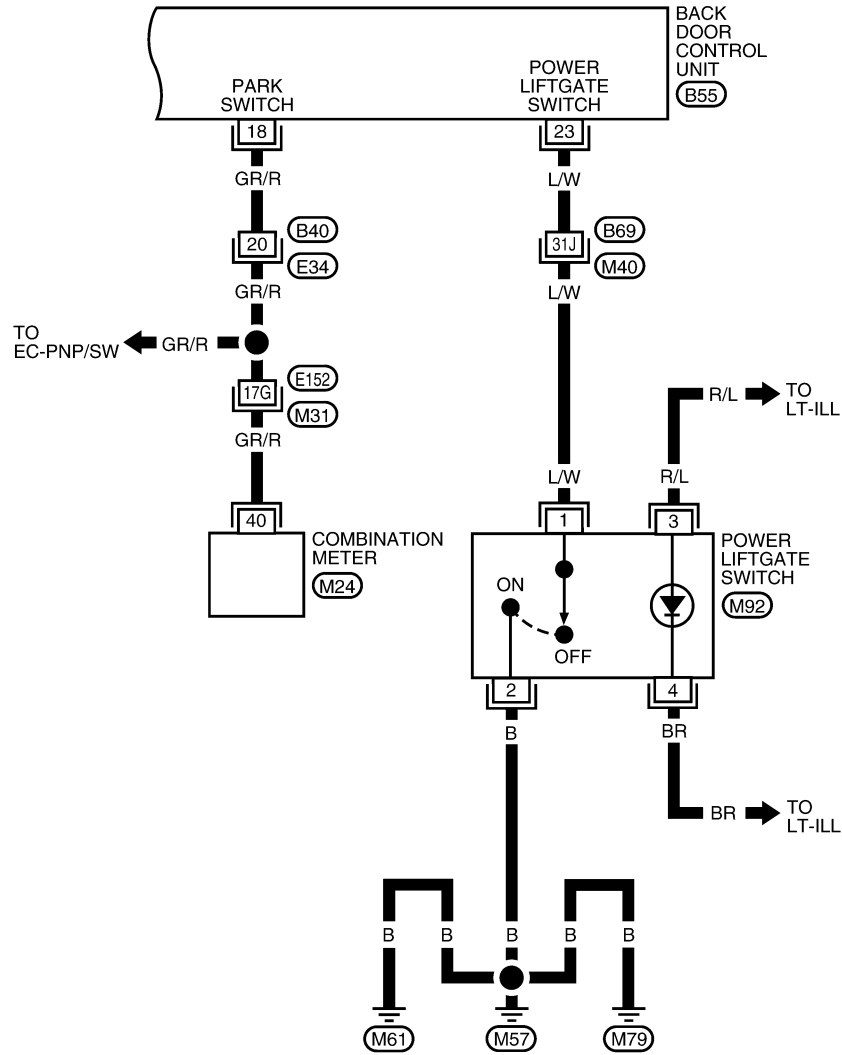 BACK
DOOR
CONTROL
UNIT
B55
PARK
SWITCH
POWER
LIFTGATE
SWITCH
18
23
GR/R
L/W
20
B40
E34
31J
B69
M40
GR/R
L/W
TO
EC-PNP/SW
GR/R
17G
E152
M31
R/L
TO
LT-ILL
GR/R
L/W
R/L
40
1
3
COMBINATION
METER
M24
POWER
LIFTGATE
SWITCH
M92
ON
OFF
2
4
B
BR
BR
TO
LT-ILL
B
B
B
B
B
M61
M57
M79